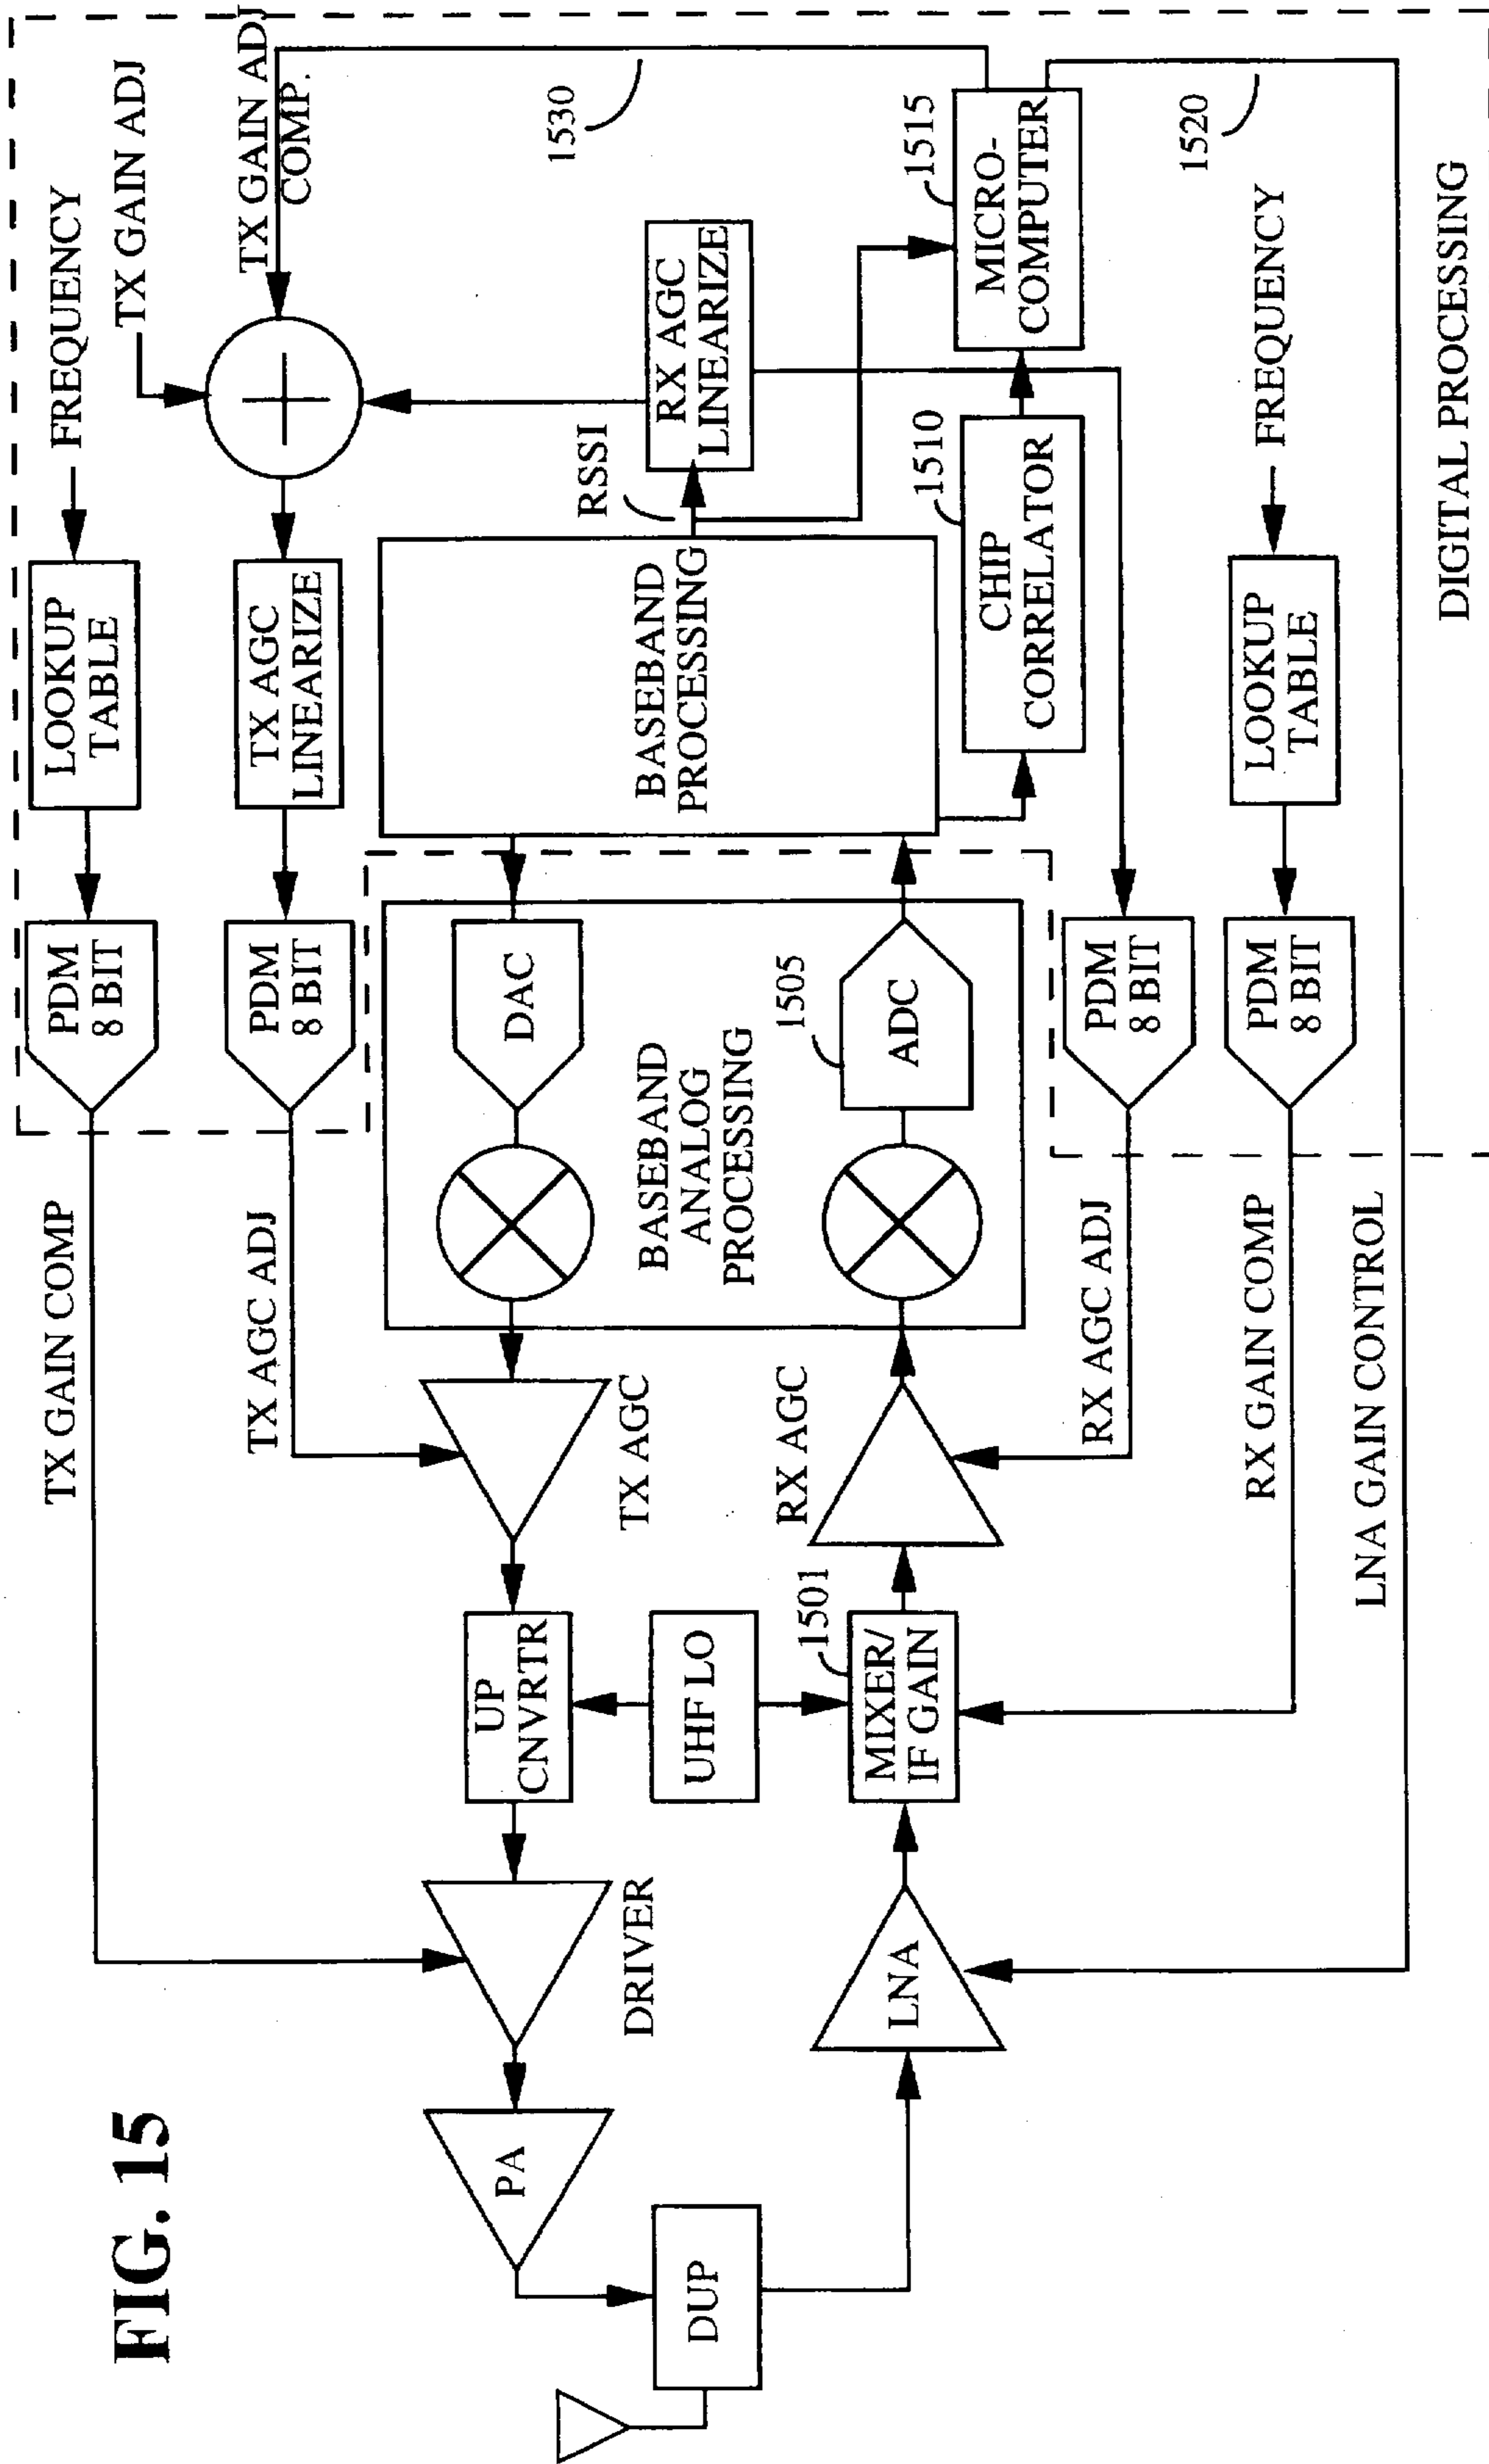 FIG. 15
TX GAIN COMP
PDM
8 BIT
LOOKUP
TABLE
FREQUENCY
TX GAIN ADJ
TX AGC ADJ
PDM
8 BIT
TX AGC
LINEARIZE
TX GAIN ADJ
COMP.
PA
DRIVER
UP
CNVRTR
TX AGC
DAC
BASEBAND
ANALOG
PROCESSING
BASEBAND
PROCESSING
RSSI
RX AGC
LINEARIZE
1530
DUP
UHF LO
LNA
MIXER/
IF GAIN
1501
RX AGC
ADC
1505
CHIP
CORRELATOR
1510
MICRO-
COMPUTER
1515
RX AGC ADJ
PDM
8 BIT
RX GAIN COMP
PDM
8 BIT
LOOKUP
TABLE
FREQUENCY
1520
LNA GAIN CONTROL
DIGITAL PROCESSING